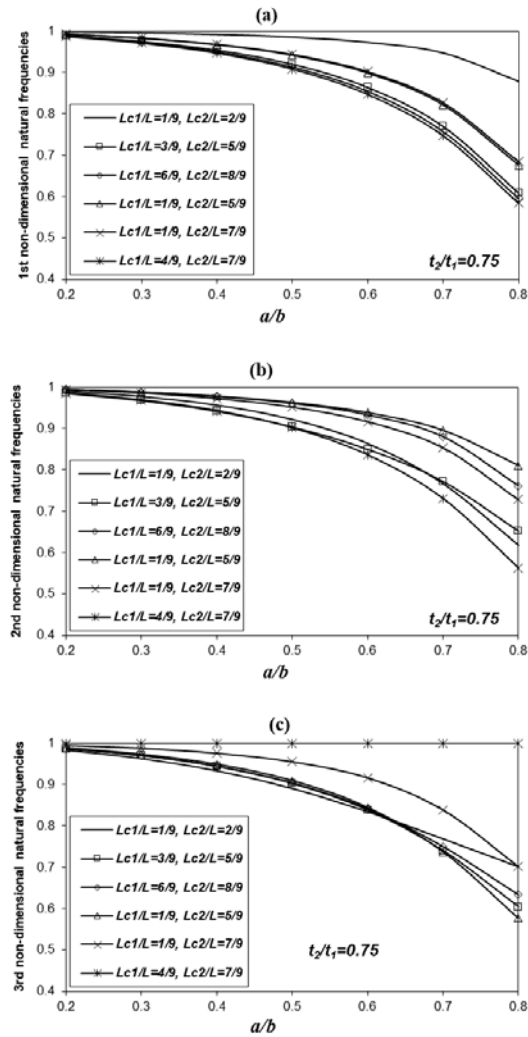 (a)
1st non-dimensional natural frequencies
1
0.9
0.8
0.7
0.6
0.5
0.4
Lc1/L=1/9, Lc2/L=2/9
Lc1/L=3/9, Lc2/L=5/9
Lc1/L=6/9, Lc2/L=8/9
Lc1/L=1/9, Lc2/L=5/9
Lc1/L=1/9, Lc2/L=7/9
Lc1/L=4/9, Lc2/L=7/9
t₂/t₁=0.75
0.2 0.3 0.4 0.5 0.6 0.7 0.8
a/b
(b)
2nd non-dimensional natural frequencies
1
0.9
0.8
0.7
0.6
0.5
0.4
Lc1/L=1/9, Lc2/L=2/9
Lc1/L=3/9, Lc2/L=5/9
Lc1/L=6/9, Lc2/L=8/9
Lc1/L=1/9, Lc2/L=5/9
Lc1/L=1/9, Lc2/L=7/9
Lc1/L=4/9, Lc2/L=7/9
t₂/t₁=0.75
0.2 0.3 0.4 0.5 0.6 0.7 0.8
a/b
(c)
3rd non-dimensional natural frequencies
1
0.9
0.8
0.7
0.6
0.5
0.4
Lc1/L=1/9, Lc2/L=2/9
Lc1/L=3/9, Lc2/L=5/9
Lc1/L=6/9, Lc2/L=8/9
Lc1/L=1/9, Lc2/L=5/9
Lc1/L=1/9, Lc2/L=7/9
Lc1/L=4/9, Lc2/L=7/9
t₂/t₁=0.75
0.2 0.3 0.4 0.5 0.6 0.7 0.8
a/b